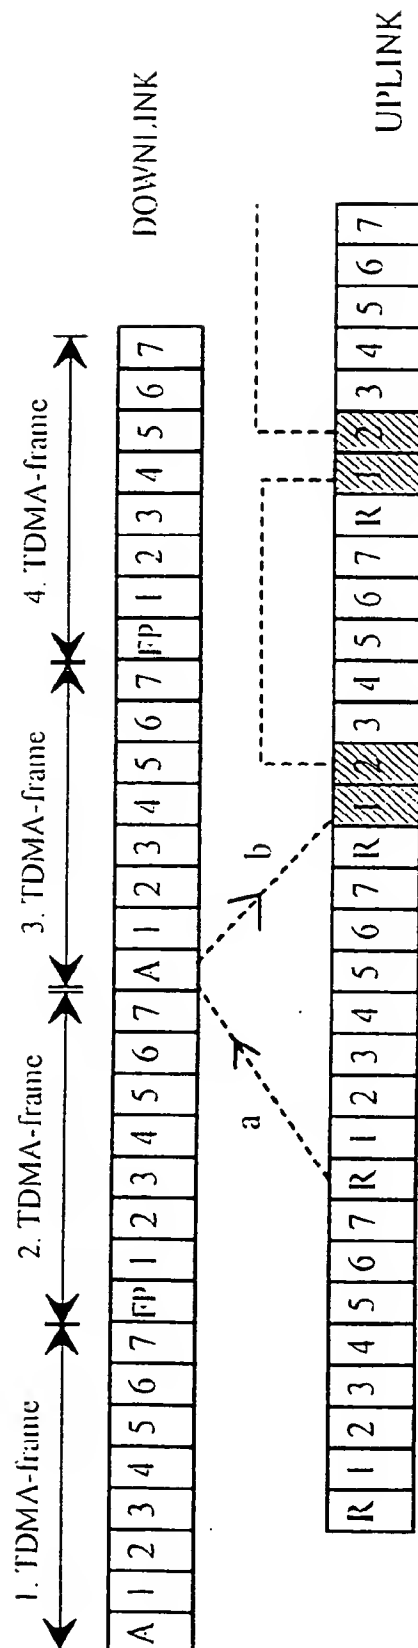 1. TDMA-frame 2. TDMA-frame 3. TDMA-frame 4. TDMA-frame
A 1 2 3 4 5 6 7 FP 1 2 3 4 5 6 7 A 1 2 3 4 5 6 7 FP 1 2 3 4 5 6 7 DOWNLINK
a b
R 1 2 3 4 5 6 7 R 1 2 3 4 5 6 7 R 1 2 3 4 5 6 7 R 1 2 3 4 5 6 7 UPLINK